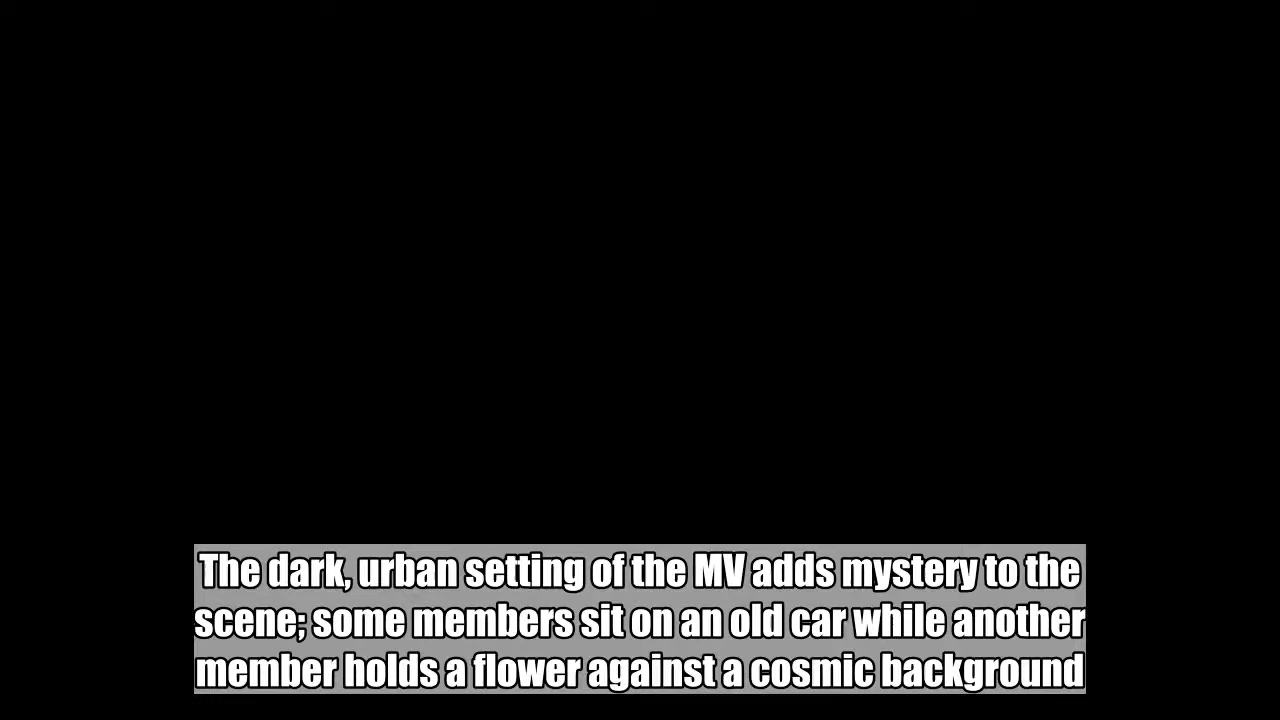 The dark, urban setting of the MV adds mystery to the
scene; some members sit on an old car while another
member holds a flower against a cosmic background